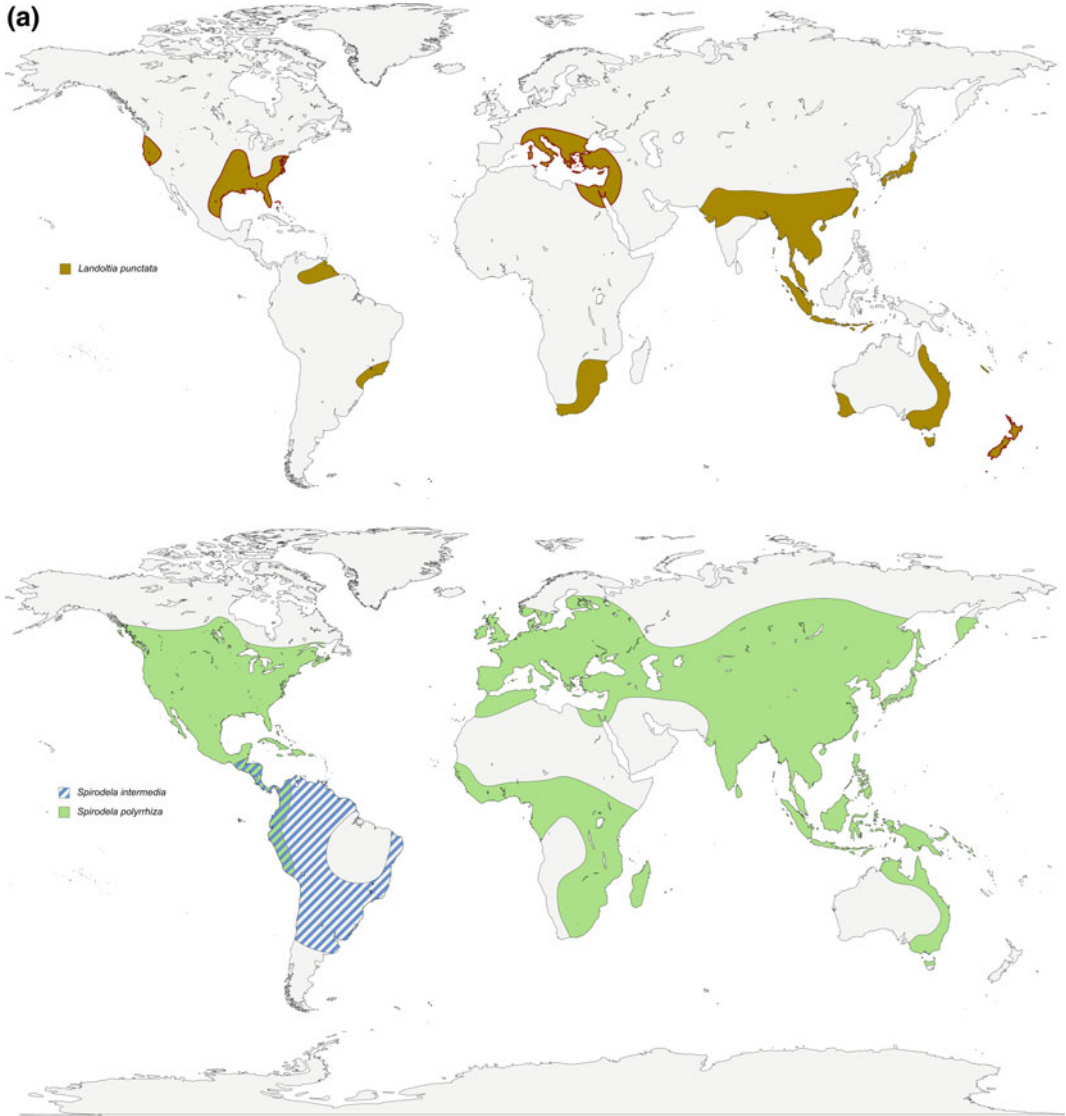 (a)
Landoltia punctata
Spirodela intermedia
Spirodela polyrrhiza